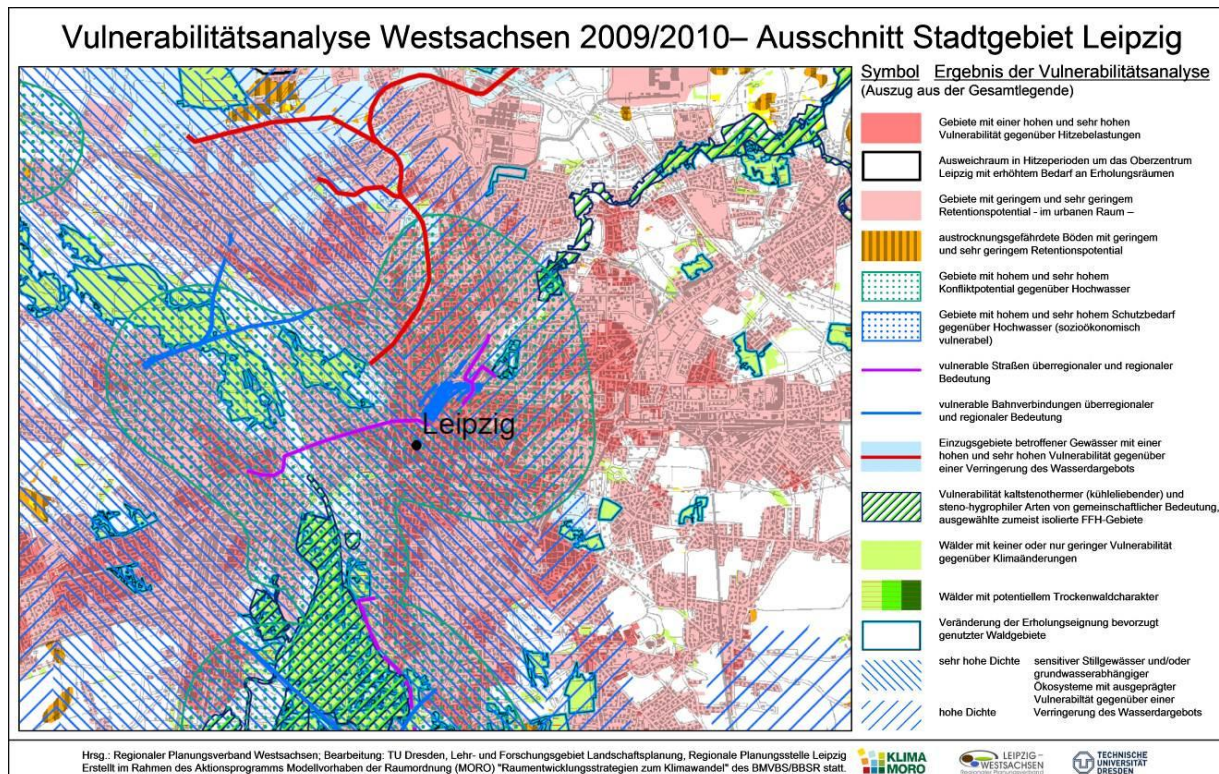 Vulnerabilitätsanalyse Westsachsen 2009/2010– Ausschnitt Stadtgebiet Leipzig
Symbol Ergebnis der Vulnerabilitätsanalyse
(Auszug aus der Gesamtlegende)
Gebiete mit einer hohen und sehr hohen
Vulnerabilität gegenüber Hitzebelastungen
Ausweichraum in Hitzeperioden um das Oberzentrum
Leipzig mit erhöhtem Bedarf an Erholungsräumen
Gebiete mit geringem und sehr geringem
Retentionspotential - im urbanen Raum –
austrocknungsgefährdete Böden mit geringem
und sehr geringem Retentionspotential
Gebiete mit hohem und sehr hohem
Konfliktpotential gegenüber Hochwasser
Gebiete mit hohem und sehr hohem Schutzbedarf
gegenüber Hochwasser (sozioökonomisch
vulnerabel)
vulnerable Straßen überregionaler und regionaler
Bedeutung
vulnerable Bahnverbindungen überregionaler
und regionaler Bedeutung
Einzugsgebiete betroffener Gewässer mit einer
hohen und sehr hohen Vulnerabilität gegenüber
einer Verringerung des Wasserdargebots
Vulnerabilität kaltstenothermer (kühleliebender) und
steno-hygrophiler Arten von gemeinschaftlicher Bedeutung,
ausgewählte zumeist isolierte FFH-Gebiete
Wälder mit keiner oder nur geringer Vulnerabilität
gegenüber Klimaänderungen
Wälder mit potentiellem Trockenwaldcharakter
Veränderung der Erholungseignung bevorzugt
genutzter Waldgebiete
sehr hohe Dichte sensitiver Stillgewässer und/oder
grundwasserabhängiger
Ökosysteme mit ausgeprägter
Vulnerabiltät gegenüber einer
hohe Dichte Verringerung des Wasserdargebots
Leipzig
Hrsg.: Regionaler Planungsverband Westsachsen; Bearbeitung: TU Dresden, Lehr- und Forschungsgebiet Landschaftsplanung, Regionale Planungsstelle Leipzig
Erstellt im Rahmen des Aktionsprogramms Modellvorhaben der Raumordnung (MORO) "Raumentwicklungsstrategien zum Klimawandel" des BMVBS/BBSR statt.
KLIMA
MORO
LEIPZIG–
WESTSACHSEN
Regionaler Planungsverband
TECHNISCHE
UNIVERSITÄT
DRESDEN